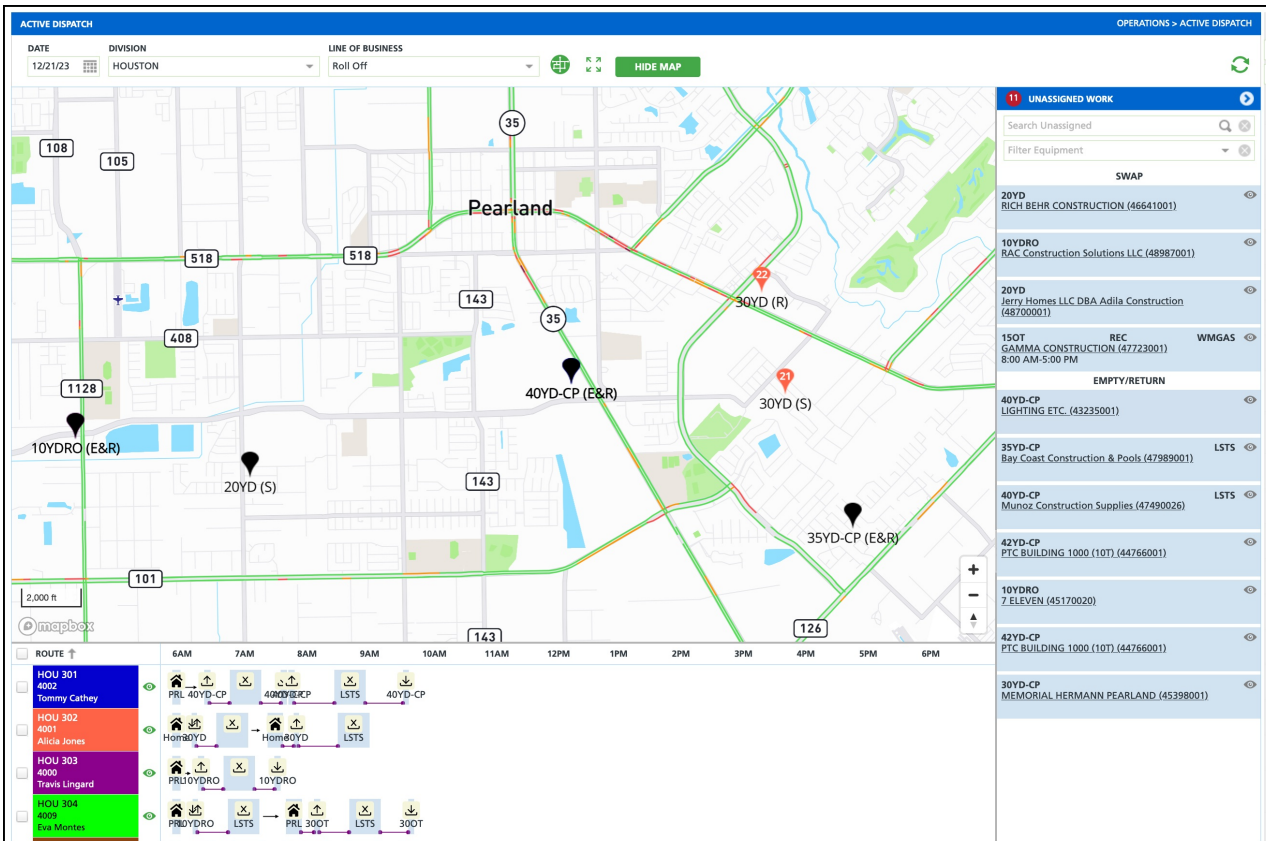 ACTIVE DISPATCH
OPERATIONS > ACTIVE DISPATCH
DATE DIVISION LINE OF BUSINESS
12/21/23 HOUSTON Roll Off HIDE MAP
108
105
35
Pearland
518
518
22
30YD (R)
143
35
408
40YD-CP (E&R)
21
30YD (S)
1128
10YDRO (E&R)
20YD (S)
143
35YD-CP (E&R)
101
2,000 ft
mapbox
143
126
11 UNASSIGNED WORK
Search Unassigned
Filter Equipment
SWAP
20YD
RICH BEHR CONSTRUCTION (46641001)
10YDRO
RAC Construction Solutions LLC (48987001)
20YD
Jerry Homes LLC DBA Adila Construction
(48700001)
15OT REC WMGAS
GAMMA CONSTRUCTION (47723001)
8:00 AM-5:00 PM
EMPTY/RETURN
40YD-CP
LIGHTING ETC. (43235001)
35YD-CP LSTS
Bay Coast Construction & Pools (47989001)
40YD-CP LSTS
Munoz Construction Supplies (47490026)
42YD-CP
PTC BUILDING 1000 (10T) (44766001)
10YDRO
7 ELEVEN (45170020)
42YD-CP
PTC BUILDING 1000 (10T) (44766001)
30YD-CP
MEMORIAL HERMANN PEARLAND (45398001)
ROUTE 6AM 7AM 8AM 9AM 10AM 11AM 12PM 1PM 2PM 3PM 4PM 5PM 6PM
HOU 301
4002
Tommy Cathey
PRL 40YD-CP LSTS 40YD-CP
HOU 302
4001
Alicia Jones
Home 30YD Home 30YD LSTS
HOU 303
4000
Travis Lingard
PRL 10YDRO 10YDRO
HOU 304
4009
Eva Montes
PRL 10YDRO LSTS PRL 30OT LSTS 30OT